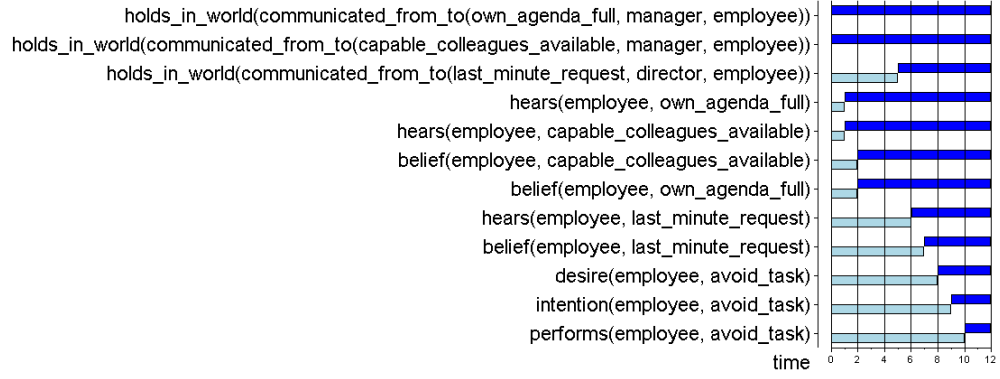 holds_in_world(communicated_from_to(own_agenda_full, manager, employee))
holds_in_world(communicated_from_to(capable_colleagues_available, manager, employee))
holds_in_world(communicated_from_to(last_minute_request, director, employee))
hears(employee, own_agenda_full)
hears(employee, capable_colleagues_available)
belief(employee, capable_colleagues_available)
belief(employee, own_agenda_full)
hears(employee, last_minute_request)
belief(employee, last_minute_request)
desire(employee, avoid_task)
intention(employee, avoid_task)
performs(employee, avoid_task)
time 0 2 4 6 8 10 12